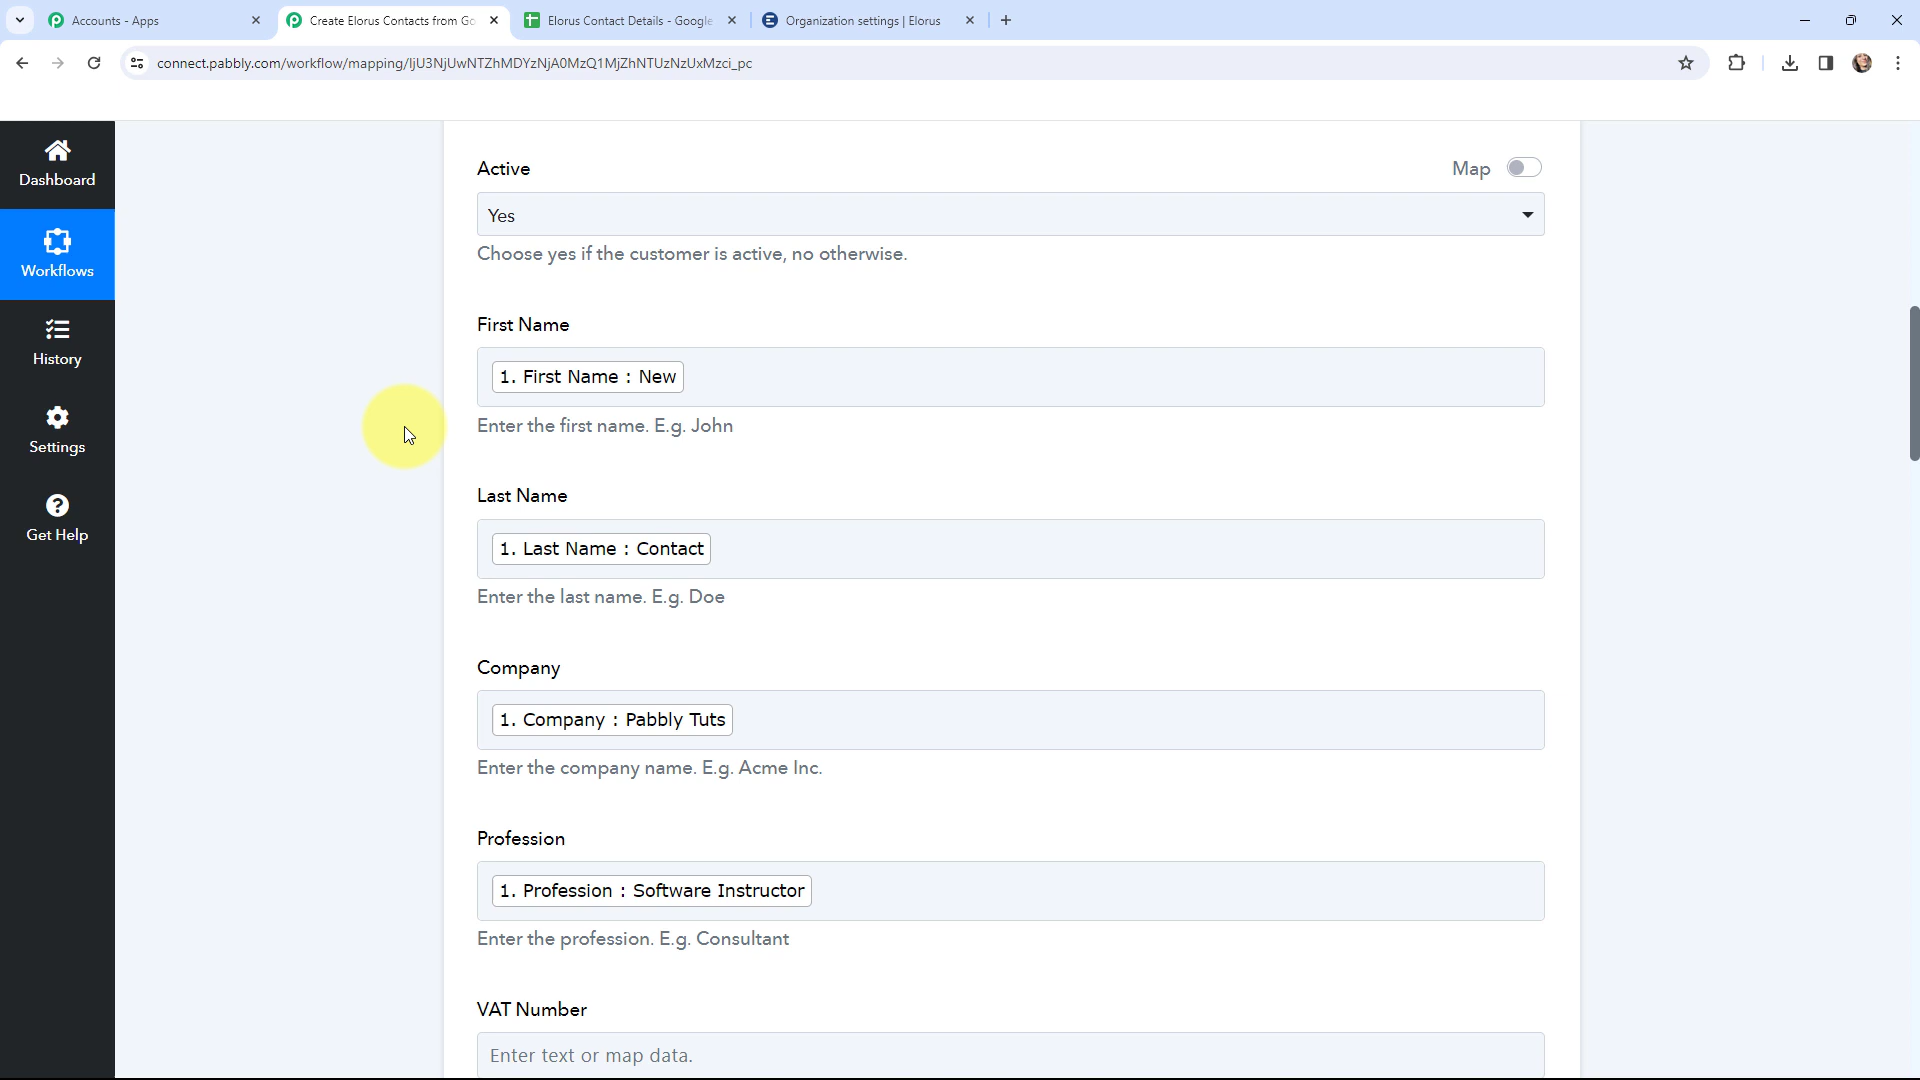 Accounts - Apps
Create Elorus Contacts from Go
Elorus Contact Details - Google
Organization settings | Elorus
connect.pabbly.com/workflow/mapping/IjU3NjUwNTZhMDYzNjA0MzQ1MjZhNTUzNzUxMzci_pc
Dashboard
Workflows
History
Settings
Get Help
Active
Map
Yes
Choose yes if the customer is active, no otherwise.
First Name
1. First Name : New
Enter the first name. E.g. John
Last Name
1. Last Name : Contact
Enter the last name. E.g. Doe
Company
1. Company : Pabbly Tuts
Enter the company name. E.g. Acme Inc.
Profession
1. Profession : Software Instructor
Enter the profession. E.g. Consultant
VAT Number
Enter text or map data.